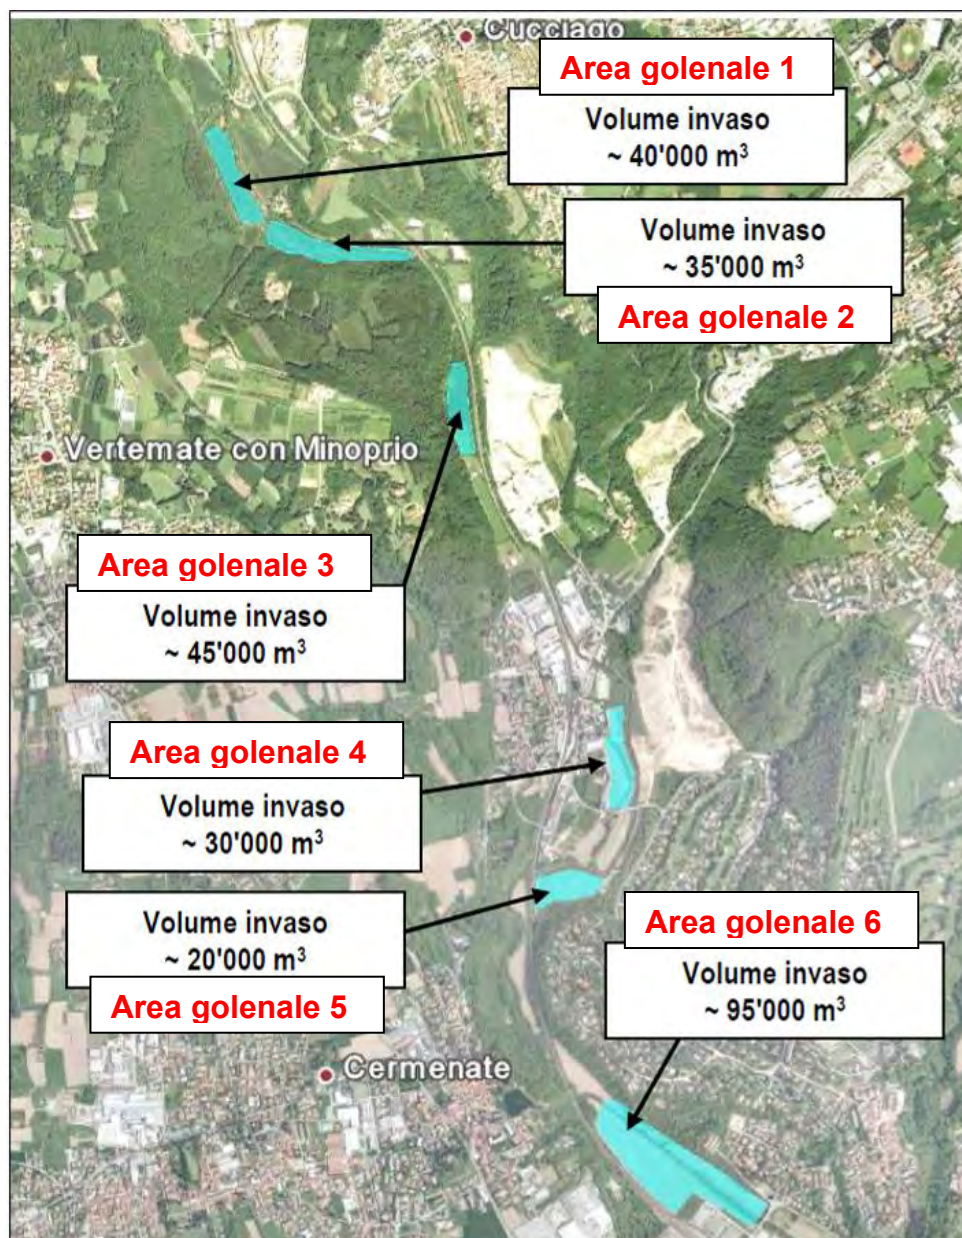 Cucciago
Area golenale 1
Volume invaso
~ 40'000 m³
Volume invaso
~ 35'000 m³
Area golenale 2
Vertemate con Minoprio
Area golenale 3
Volume invaso
~ 45'000 m³
Area golenale 4
Volume invaso
~ 30'000 m³
Volume invaso
~ 20'000 m³
Area golenale 5
Area golenale 6
Volume invaso
~ 95'000 m³
Cermenate